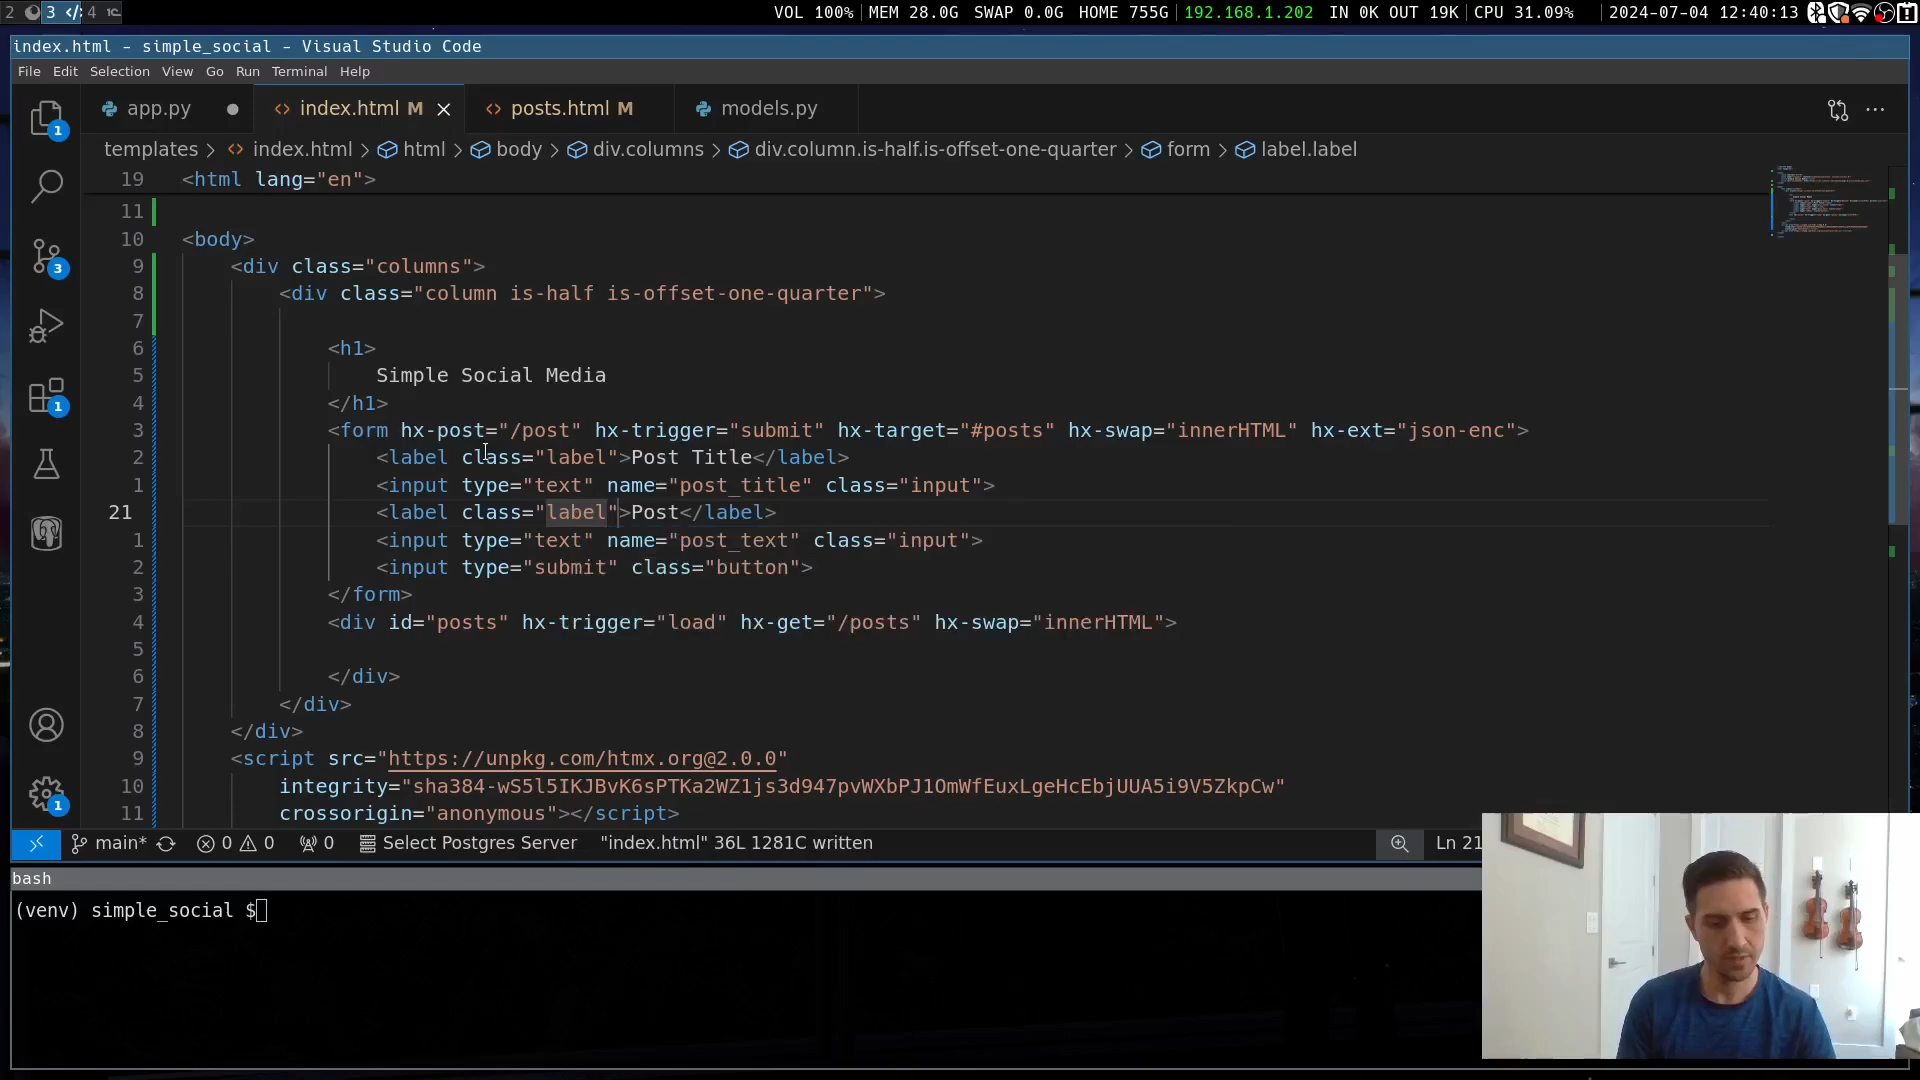 2 3 4
VOL 100% | MEM 28.0G | SWAP 0.0G | HOME 755G | 192.168.1.202 | IN 0K OUT 19K | CPU 31.09% | 2024-07-04 12:40:13
index.html - simple_social - Visual Studio Code
File Edit Selection View Go Run Terminal Help
app.py index.html M posts.html M models.py
templates > index.html > html > body > div.columns > div.column.is-half.is-offset-one-quarter > form > label.label
19 <html lang="en">
11
10 <body>
9 <div class="columns">
8 <div class="column is-half is-offset-one-quarter">
7
6 <h1>
5 Simple Social Media
4 </h1>
3 <form hx-post="/post" hx-trigger="submit" hx-target="#posts" hx-swap="innerHTML" hx-ext="json-enc">
2 <label class="label">Post Title</label>
1 <input type="text" name="post_title" class="input">
21 <label class="label">Post</label>
1 <input type="text" name="post_text" class="input">
2 <input type="submit" class="button">
3 </form>
4 <div id="posts" hx-trigger="load" hx-get="/posts" hx-swap="innerHTML">
5
6 </div>
7 </div>
8 </div>
9 <script src="https://unpkg.com/htmx.org@2.0.0"
10 integrity="sha384-wS5l5IKJBvK6sPTKa2WZ1js3d947pvWXbPJ1OmWfEuxLgeHcEbjUUA5i9V5ZkpCw"
11 crossorigin="anonymous"></script>
1
3
1
1
main* 0 0 0 Select Postgres Server "index.html" 36L 1281C written Ln 21
bash
(venv) simple_social $